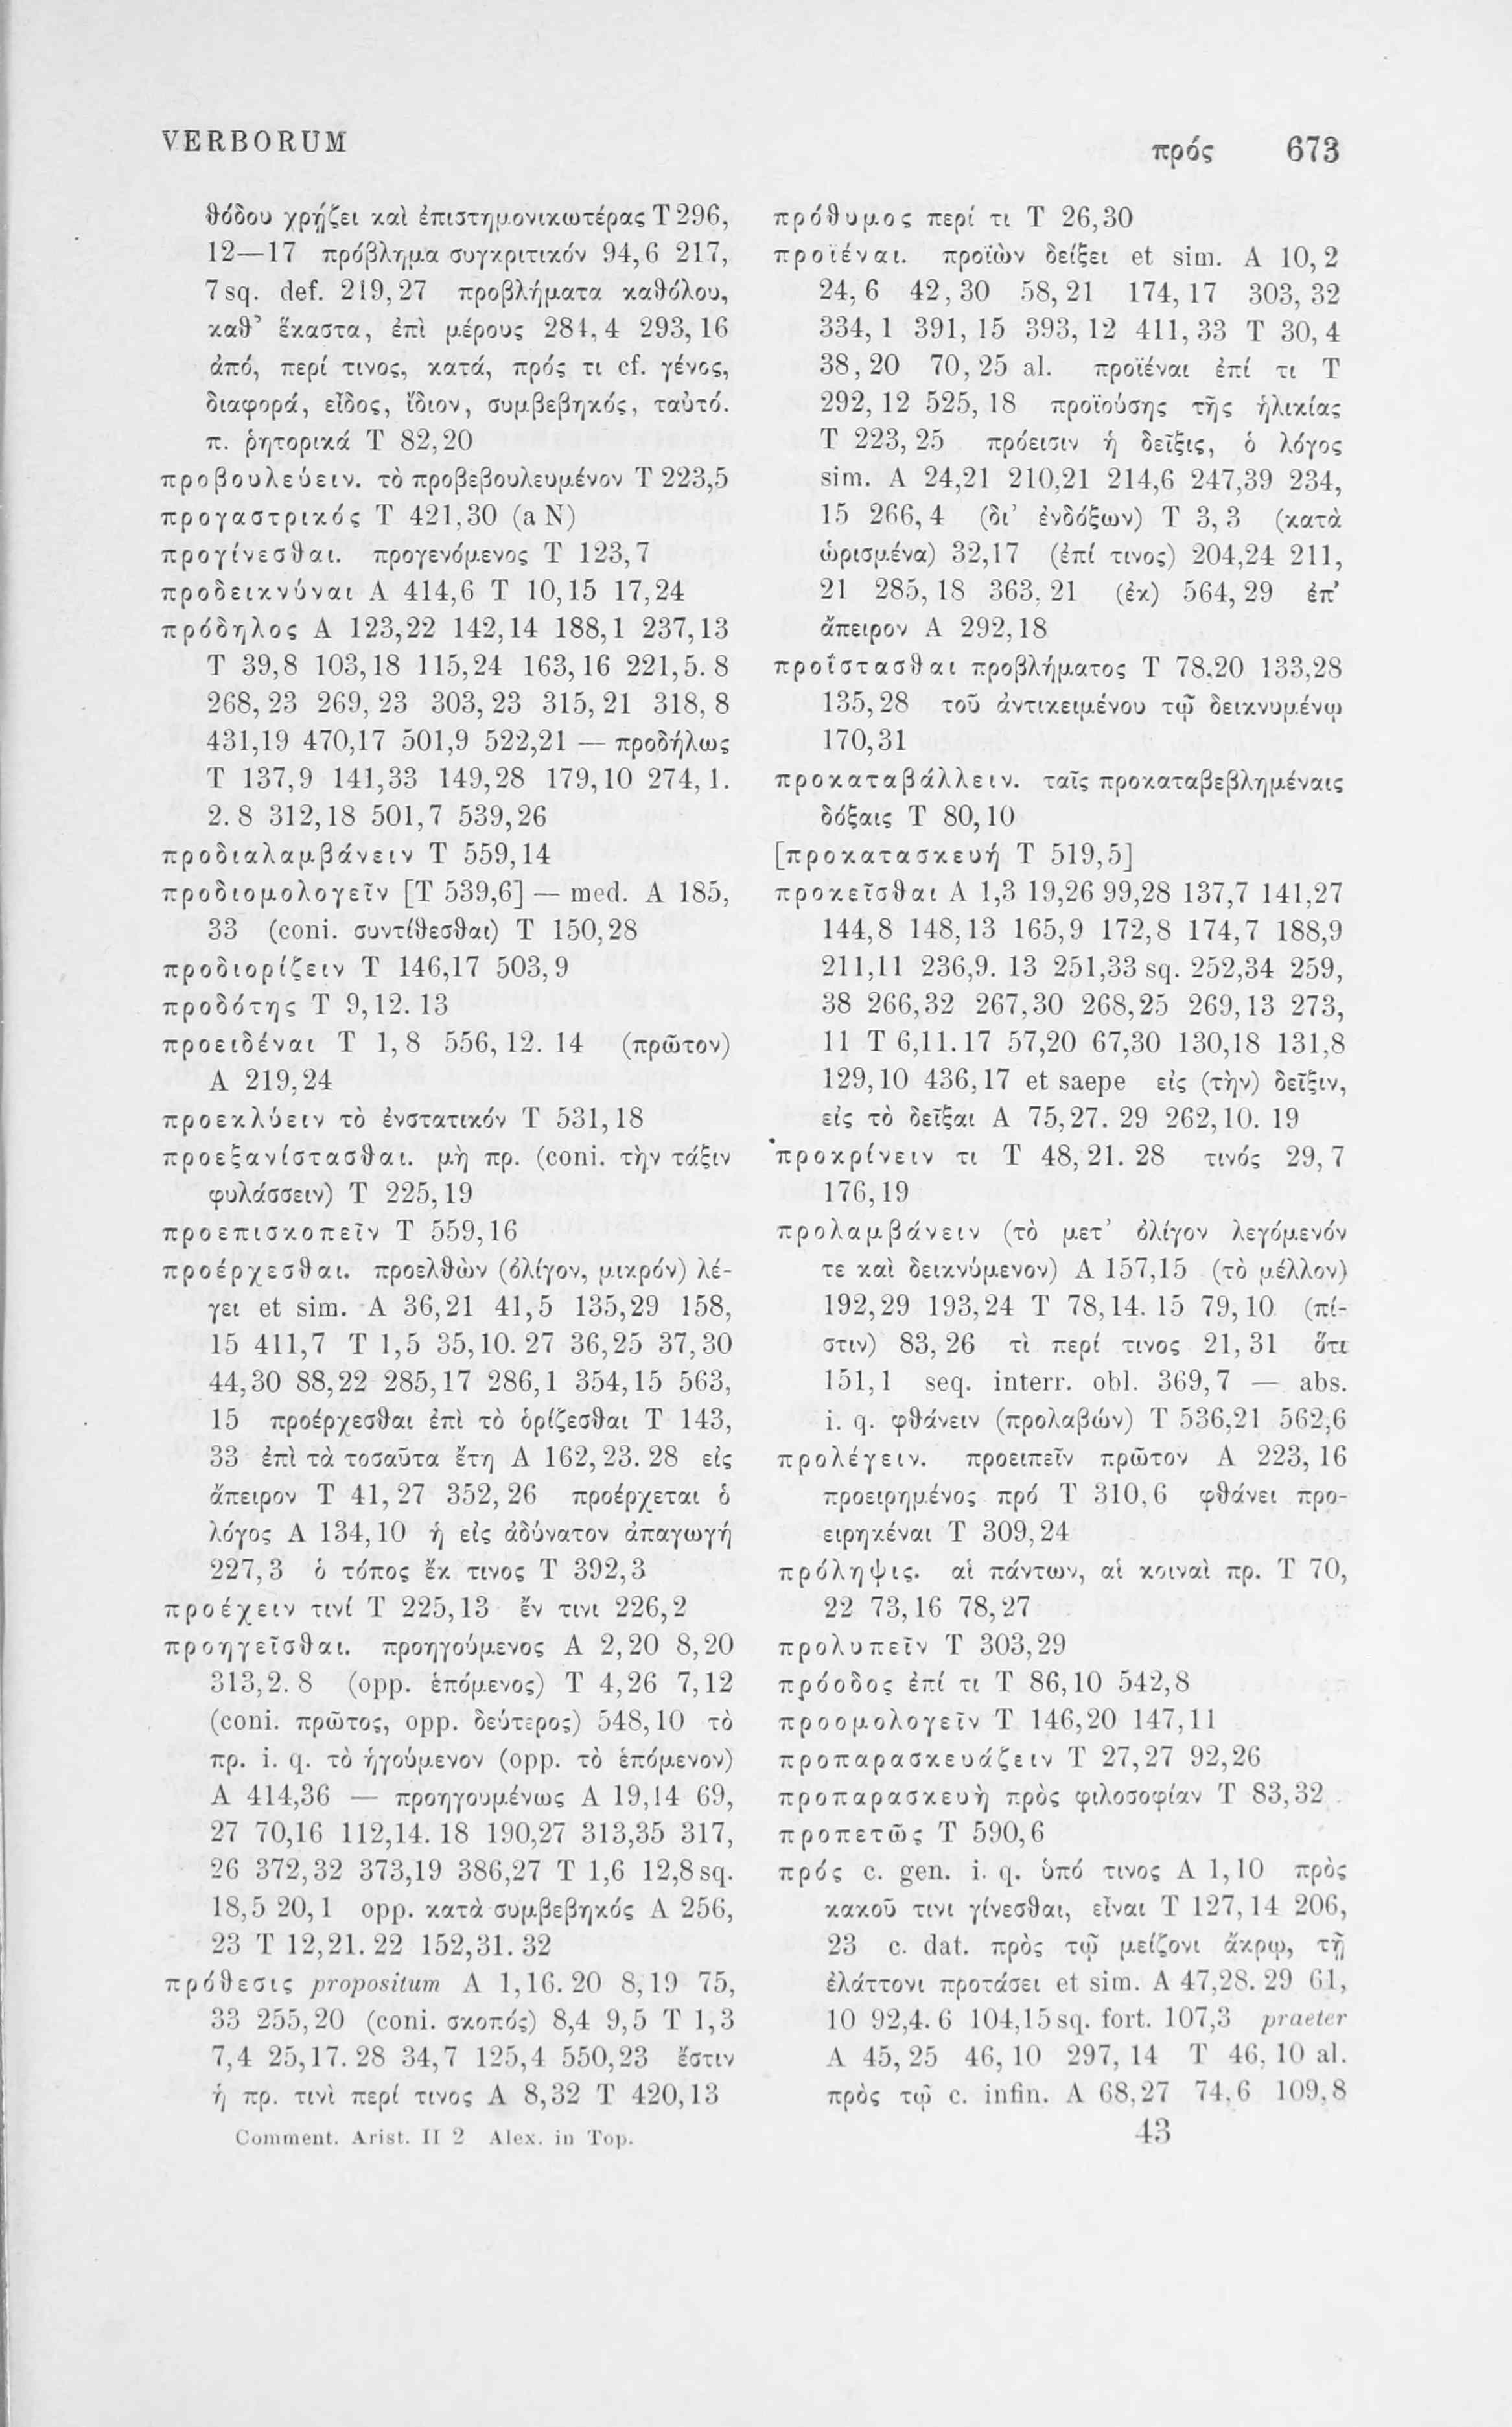 VERBORUM
πρός 673
θόδου χρῄζει καὶ ἐπιστημονικωτέρας T 296,
12—17 πρόβλημα συγκριτικόν 94,6 217,
7 sq. def. 219,27 προβλήματα καθόλου,
καθ’ ἕκαστα, ἐπὶ μέρους 284,4 293,16
ἀπό, περί τινος, κατά, πρός τι cf. γένος,
διαφορά, εἶδος, ἴδιον, συμβεβηκός, ταὐτό.
π. ῥητορικά T 82,20
προβουλεύειν. τὸ προβεβουλευμένον T 223,5
προγαστρικός T 421,30 (a N)
προγίνεσθαι. προγενόμενος T 123,7
προδεικνύναι A 414,6 T 10,15 17,24
πρόδηλος A 123,22 142,14 188,1 237,13
T 39,8 103,18 115,24 163,16 221,5. 8
268,23 269,23 303,23 315,21 318,8
431,19 470,17 501,9 522,21 — προδήλως
T 137,9 141,33 149,28 179,10 274,1.
2. 8 312,18 501,7 539,26
προδιαλαμβάνειν T 559,14
προδιομολογεῖν [T 539,6] — med. A 185,
33 (coni. συντίθεσθαι) T 150,28
προδιορίζειν T 146,17 503,9
προδότης T 9,12. 13
προειδέναι T 1,8 556,12. 14 (πρῶτον)
A 219,24
προεκλύειν τὸ ἐνστατικόν T 531,18
προεξανίστασθαι. μὴ πρ. (coni. τὴν τάξιν
φυλάσσειν) T 225,19
προεπισκοπεῖν T 559,16
προέρχεσθαι. προελθὼν (ὀλίγον, μικρόν) λέ-
γει et sim. A 36,21 41,5 135,29 158,
15 411,7 T 1,5 35,10. 27 36,25 37,30
44,30 88,22 285,17 286,1 354,15 563,
15 προέρχεσθαι ἐπὶ τὸ ὁρίζεσθαι T 143,
33 ἐπὶ τὰ τοσαῦτα ἔτη A 162,23. 28 εἰς
ἄπειρον T 41,27 352,26 προέρχεται ὁ
λόγος A 134,10 ἡ εἰς ἀδύνατον ἀπαγωγή
227,3 ὁ τόπος ἔκ τινος T 392,3
προέχειν τινί T 225,13 ἔν τινι 226,2
προηγεῖσθαι. προηγούμενος A 2,20 8,20
313,2. 8 (opp. ἑπόμενος) T 4,26 7,12
(coni. πρῶτος, opp. δεύτερος) 548,10 τὸ
πρ. i. q. τὸ ἡγούμενον (opp. τὸ ἑπόμενον)
A 414,36 — προηγουμένως A 19,14 69,
27 70,16 112,14. 18 190,27 313,35 317,
26 372,32 373,19 386,27 T 1,6 12,8 sq.
18,5 20,1 opp. κατὰ συμβεβηκός A 256,
23 T 12,21. 22 152,31. 32
πρόθεσις propositum A 1,16. 20 8,19 75,
33 255,20 (coni. σκοπός) 8,4 9,5 T 1,3
7,4 25,17. 28 34,7 125,4 550,23 ἔστιν
ἡ πρ. τινὶ περί τινος A 8,32 T 420,13
Comment. Arist. II 2 Alex. in Top.
πρόθυμος περί τι T 26,30
προϊέναι. προϊὼν δείξει et sim. A 10,2
24,6 42,30 58,21 174,17 303,32
334,1 391,15 393,12 411,33 T 30,4
38,20 70,25 al. προϊέναι ἐπί τι T
292,12 525,18 προϊούσης τῆς ἡλικίας
T 223,25 πρόεισιν ἡ δεῖξις, ὁ λόγος
sim. A 24,21 210,21 214,6 247,39 234,
15 266,4 (δι’ ἐνδόξων) T 3,3 (κατὰ
ὡρισμένα) 32,17 (ἐπί τινος) 204,24 211,
21 285,18 363,21 (ἐκ) 564,29 ἐπ’
ἄπειρον A 292,18
προΐστασθαι προβλήματος T 78,20 133,28
135,28 τοῦ ἀντικειμένου τῷ δεικνυμένῳ
170,31
προκαταβάλλειν. ταῖς προκαταβεβλημέναις
δόξαις T 80,10
[προκατασκευή T 519,5]
προκεῖσθαι A 1,3 19,26 99,28 137,7 141,27
144,8 148,13 165,9 172,8 174,7 188,9
211,11 236,9. 13 251,33 sq. 252,34 259,
38 266,32 267,30 268,25 269,13 273,
11 T 6,11. 17 57,20 67,30 130,18 131,8
129,10 436,17 et saepe εἰς (τὴν) δεῖξιν,
εἰς τὸ δεῖξαι A 75,27. 29 262,10. 19
προκρίνειν τι T 48,21. 28 τινός 29,7
176,19
προλαμβάνειν (τὸ μετ’ ὀλίγον λεγόμενόν
τε καὶ δεικνύμενον) A 157,15 (τὸ μέλλον)
192,29 193,24 T 78,14. 15 79,10 (πί-
στιν) 83,26 τὶ περί τινος 21,31 ὅτι
151,1 seq. interr. obl. 369,7 — abs.
i. q. φθάνειν (προλαβών) T 536,21 562,6
προλέγειν. προειπεῖν πρῶτον A 223,16
προειρημένος πρό T 310,6 φθάνει προ-
ειρηκέναι T 309,24
πρόληψις. αἱ πάντων, αἱ κοιναὶ πρ. T 70,
22 73,16 78,27
προλυπεῖν T 303,29
πρόοδος ἐπί τι T 86,10 542,8
προομολογεῖν T 146,20 147,11
προπαρασκευάζειν T 27,27 92,26
προπαρασκευὴ πρὸς φιλοσοφίαν T 83,32
προπετῶς T 590,6
πρός c. gen. i. q. ὑπό τινος A 1,10 πρὸς
κακοῦ τινι γίνεσθαι, εἶναι T 127,14 206,
23 c. dat. πρὸς τῷ μείζονι ἄκρῳ, τῇ
ἐλάττονι προτάσει et sim. A 47,28. 29 61,
10 92,4. 6 104,15 sq. fort. 107,3 praeter
A 45,25 46,10 297,14 T 46,10 al.
πρὸς τῷ c. infin. A 68,27 74,6 109,8
43